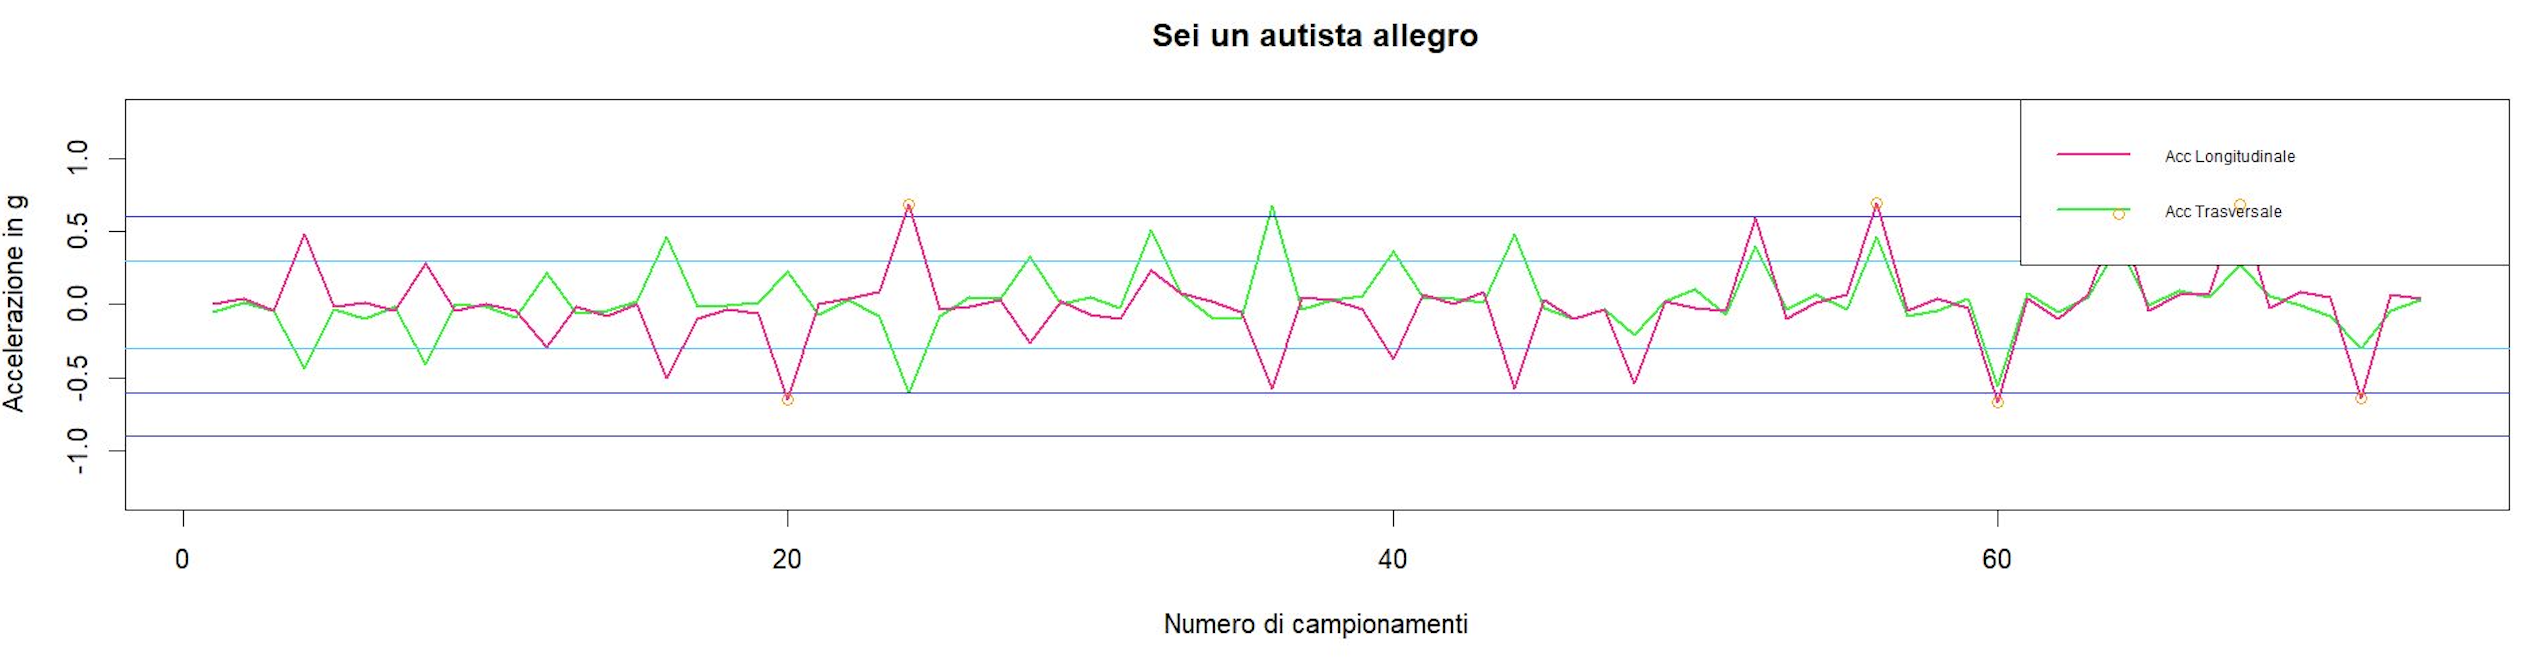 Sei un autista allegro
Accelerazione in g
1.0
0.5
0.0
-0.5
-1.0
Acc Longitudinale
Acc Trasversale
0 20 40 60
Numero di campionamenti